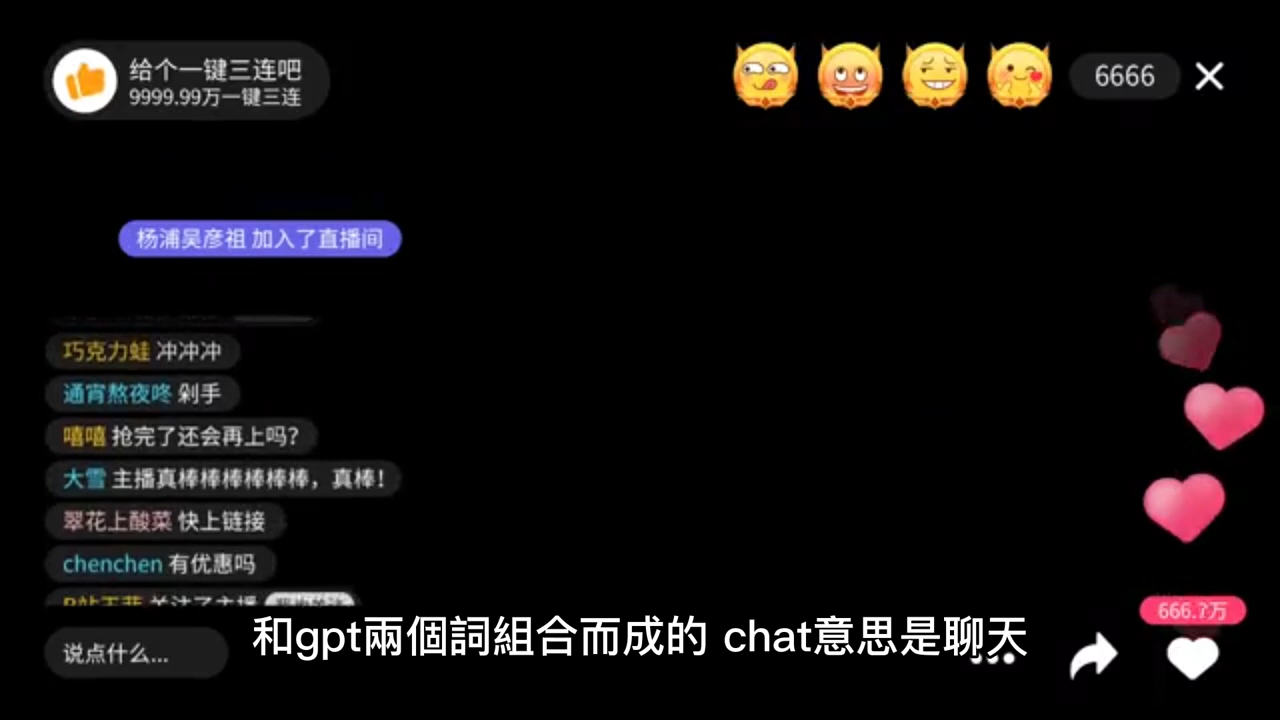 给个一键三连吧
9999.99万一键三连
6666
杨浦吴彦祖 加入了直播间
巧克力蛙 冲冲冲
通宵熬夜咚 剁手
嘻嘻 抢完了还会再上吗？
大雪 主播真棒棒棒棒棒棒，真棒！
翠花上酸菜 快上链接
chenchen 有优惠吗
关注了主播
666.7万
说点什么...
和gpt兩個詞組合而成的 chat意思是聊天